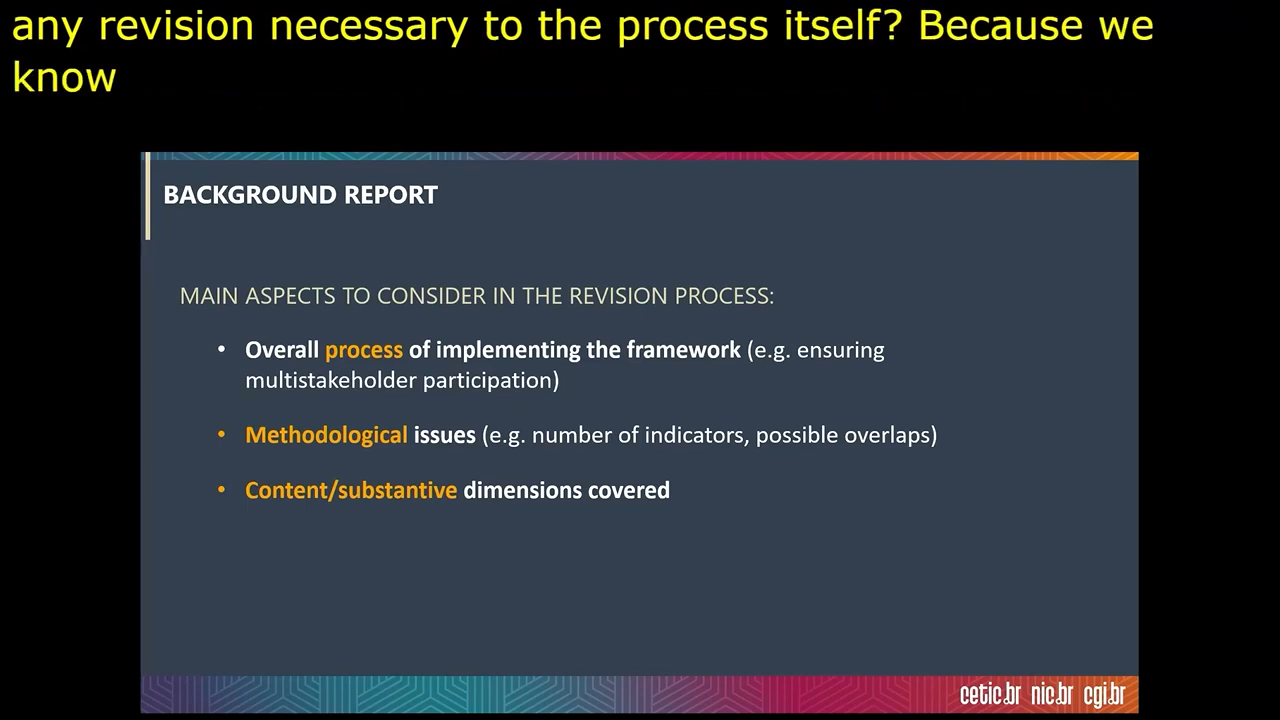 any revision necessary to the process itself? Because we
know
BACKGROUND REPORT
MAIN ASPECTS TO CONSIDER IN THE REVISION PROCESS:
• Overall process of implementing the framework (e.g. ensuring
multistakeholder participation)
• Methodological issues (e.g. number of indicators, possible overlaps)
• Content/substantive dimensions covered
cetic.br nic.br cgi.br